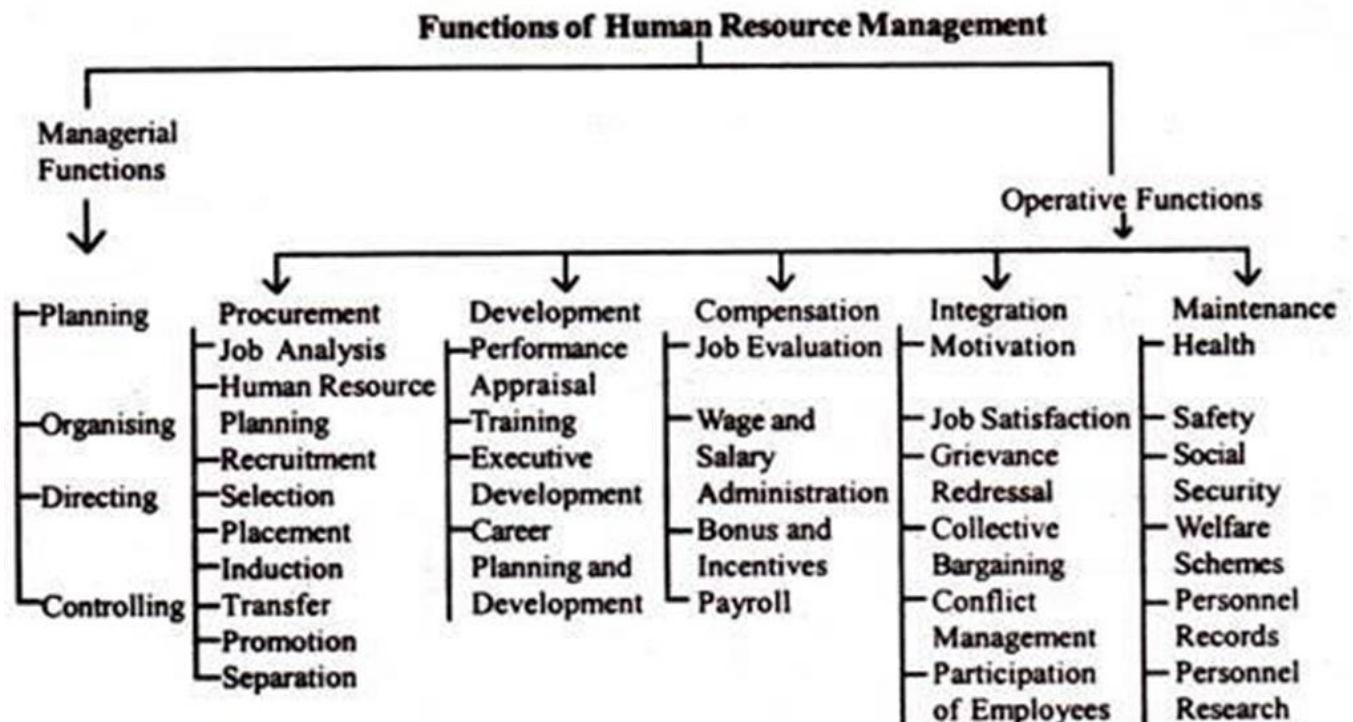 Functions of Human Resource Management
Managerial
Functions
Operative Functions
Planning
Organising
Directing
Controlling
Procurement
Job Analysis
Human Resource
Planning
Recruitment
Selection
Placement
Induction
Transfer
Promotion
Separation
Development
Performance
Appraisal
Training
Executive
Development
Career
Planning and
Development
Compensation
Job Evaluation
Wage and
Salary
Administration
Bonus and
Incentives
Payroll
Integration
Motivation
Job Satisfaction
Grievance
Redressal
Collective
Bargaining
Conflict
Management
Participation
of Employees
Maintenance
Health
Safety
Social
Security
Welfare
Schemes
Personnel
Records
Personnel
Research